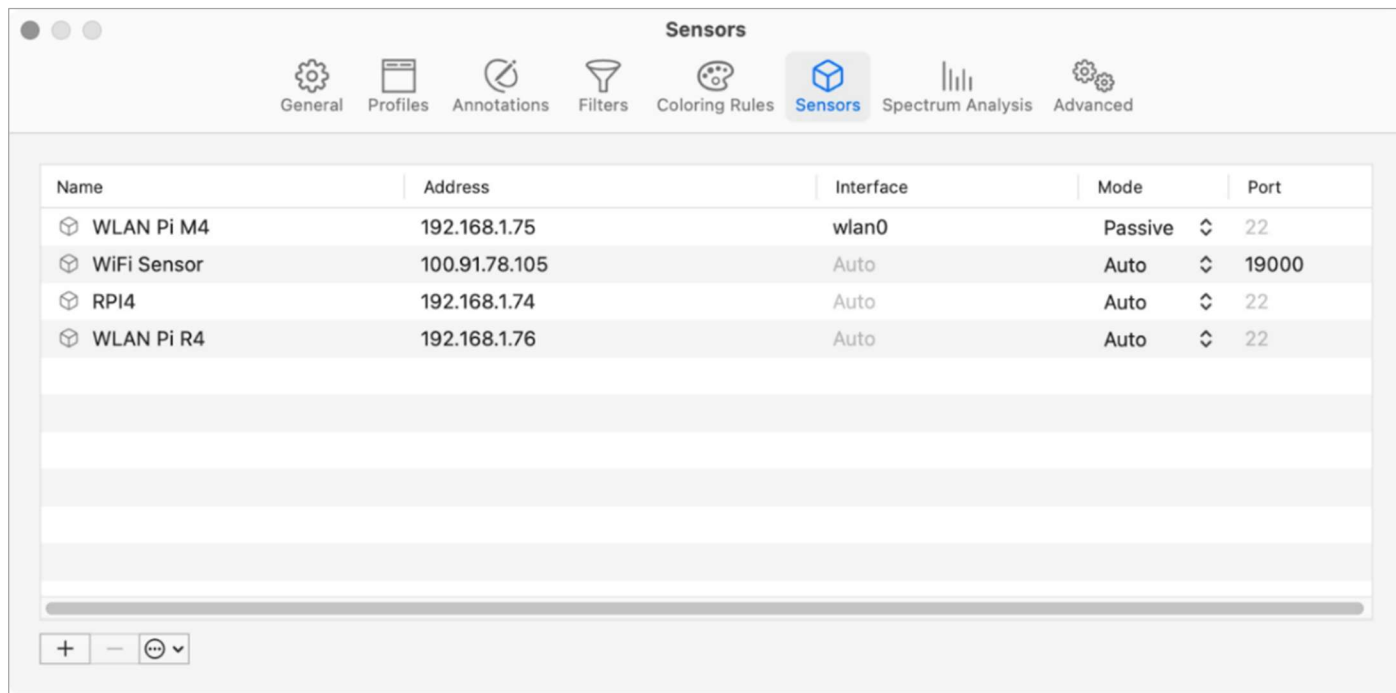 Sensors
General Profiles Annotations Filters Coloring Rules Sensors Spectrum Analysis Advanced
Name Address Interface Mode Port
WLAN Pi M4 192.168.1.75 wlan0 Passive 22
WiFi Sensor 100.91.78.105 Auto Auto 19000
RPI4 192.168.1.74 Auto Auto 22
WLAN Pi R4 192.168.1.76 Auto Auto 22